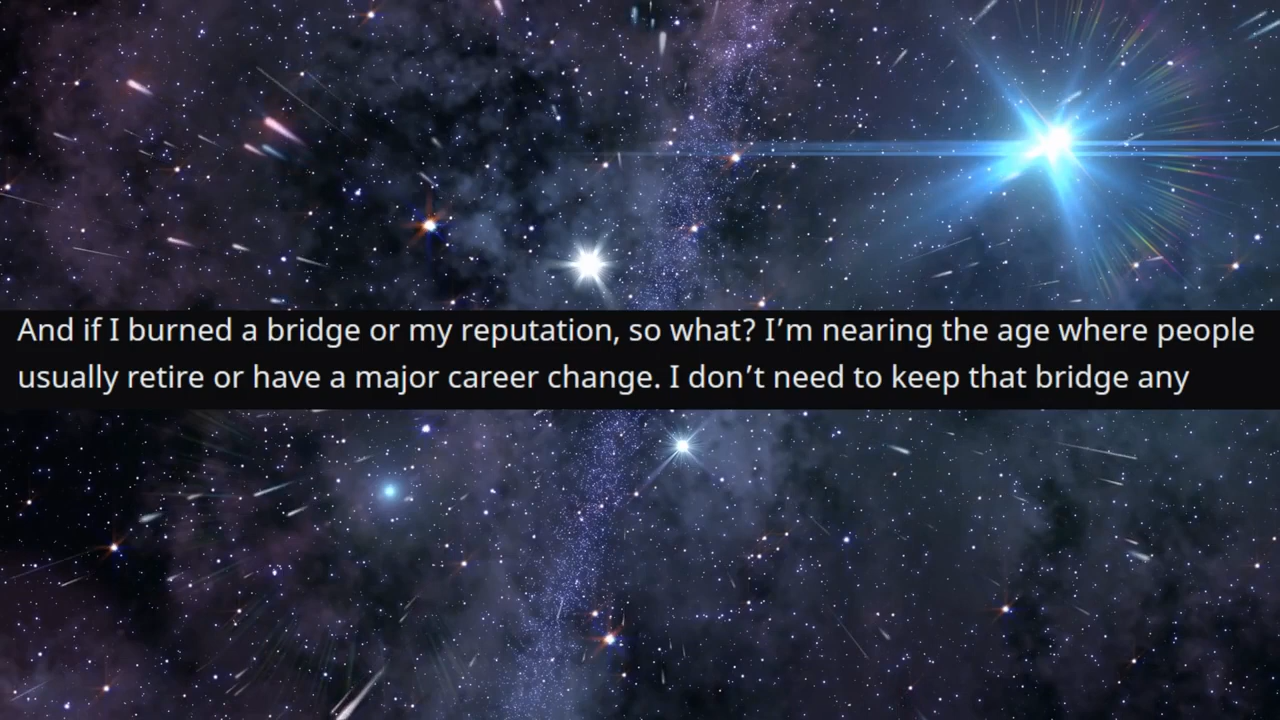 And if I burned a bridge or my reputation, so what? I’m nearing the age where people
usually retire or have a major career change. I don’t need to keep that bridge any